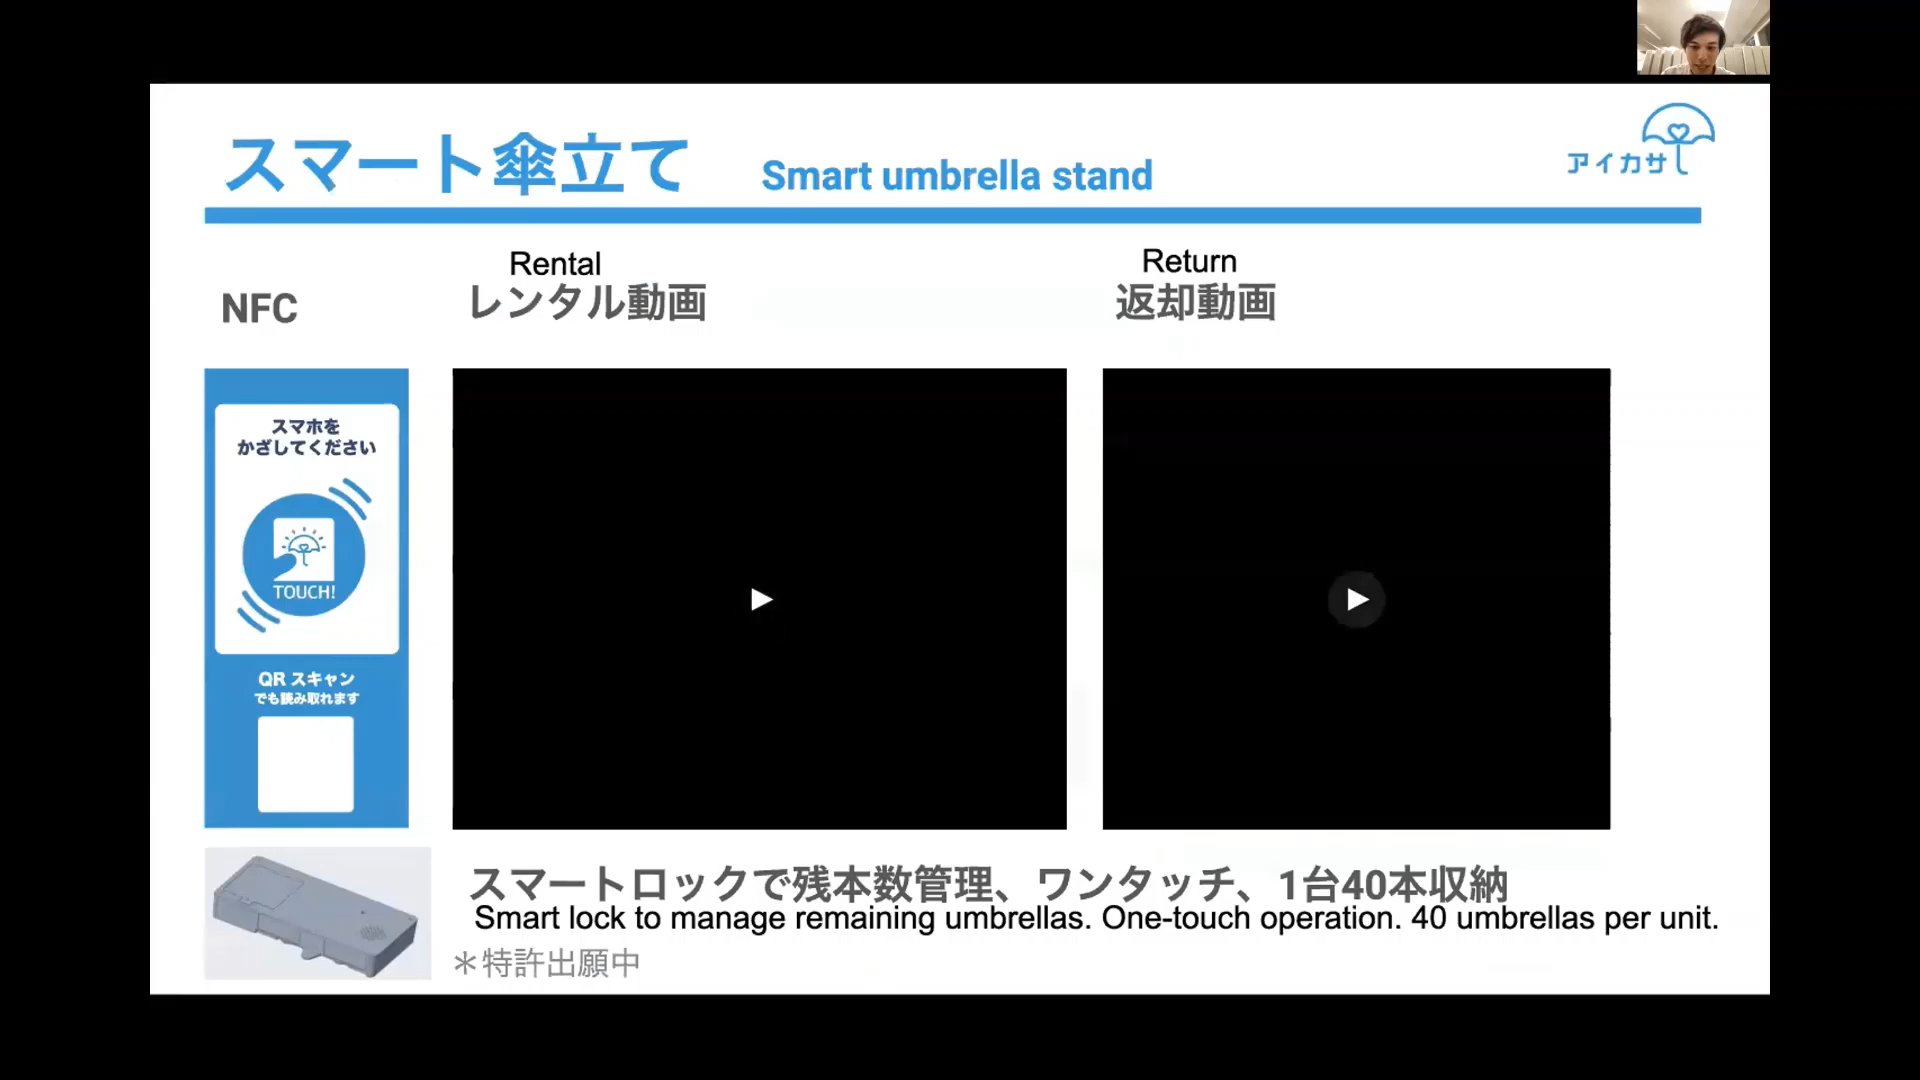 スマート傘立て Smart umbrella stand
アイカサ
NFC
Rental
レンタル動画
Return
返却動画
スマホを
かざしてください
TOUCH!
QR スキャン
でも読み取れます
スマートロックで残本数管理、ワンタッチ、1台40本収納
Smart lock to manage remaining umbrellas. One-touch operation. 40 umbrellas per unit.
＊特許出願中